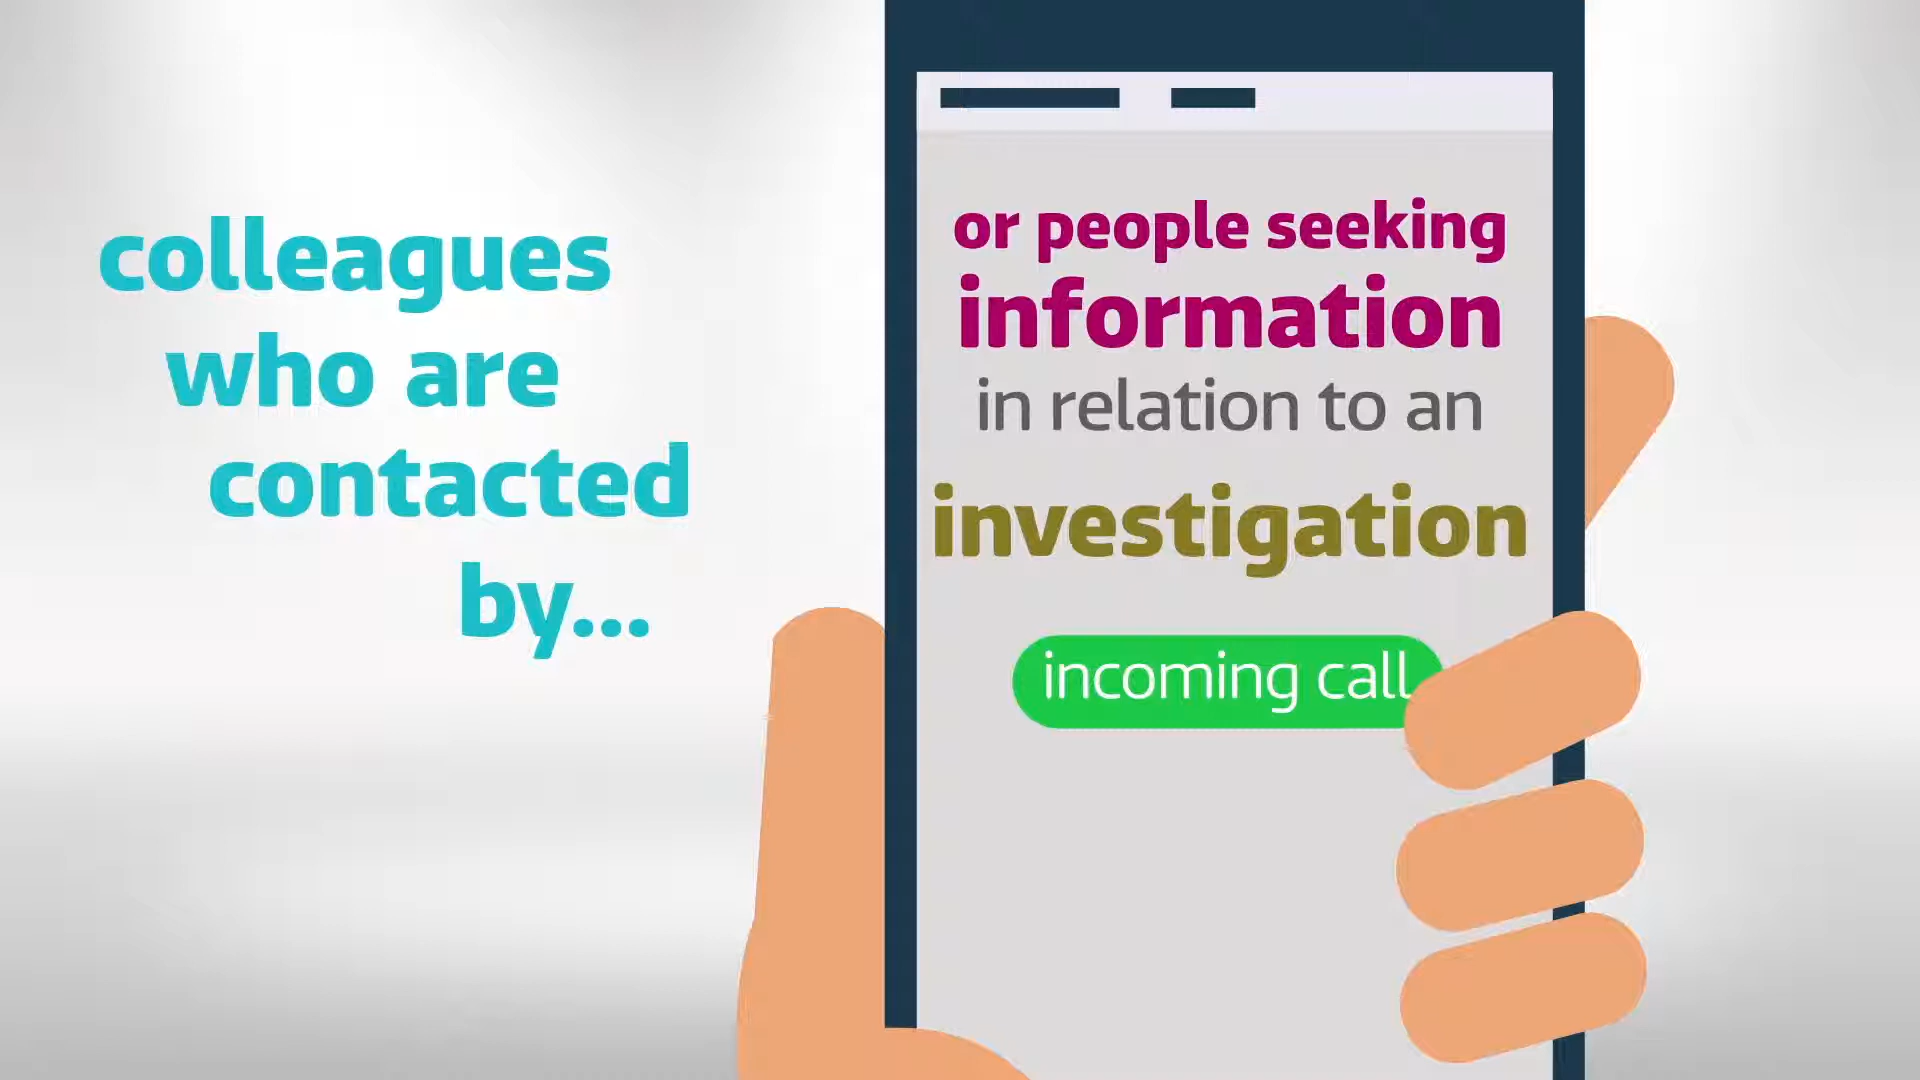 colleagues
who are
contacted
by...
or people seeking
information
in relation to an
investigation
incoming call